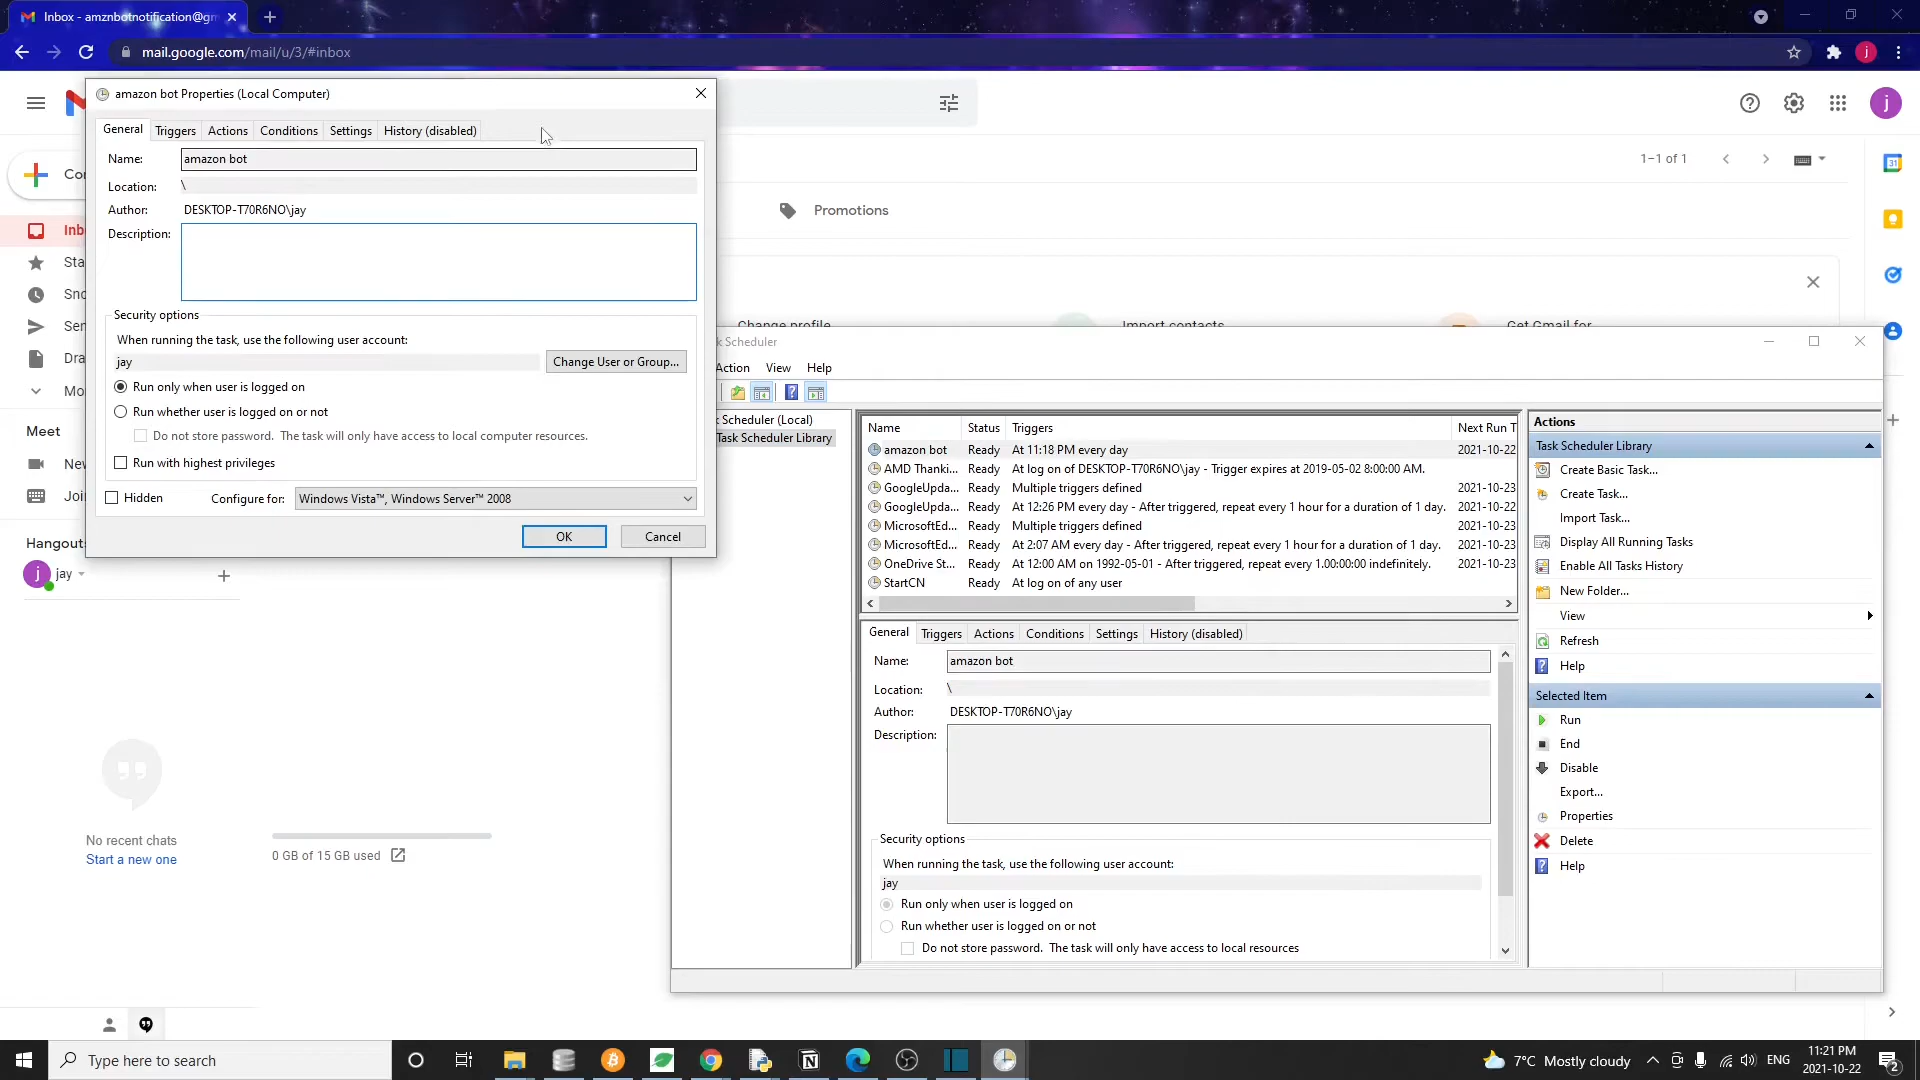 Inbox - amznbotnotification@gm
mail.google.com/mail/u/3/#inbox
j
amazon bot Properties (Local Computer)
General
Triggers
Actions
Conditions
Settings
History (disabled)
Name:
amazon bot
Location:
\
Author:
DESKTOP-T70R6NO\jay
Description:
Security options
When running the task, use the following user account:
jay
Change User or Group...
Run only when user is logged on
Run whether user is logged on or not
Do not store password. The task will only have access to local computer resources.
Run with highest privileges
Hidden
Configure for:
Windows Vista™, Windows Server™ 2008
OK
Cancel
j
1–1 of 1
Promotions
31
Change profile
Import contacts
Get Gmail for
Con
Inb
Sta
Sno
Sen
Dra
Mo
Meet
New
Join
Hangouts
j
jay
No recent chats
Start a new one
0 GB of 15 GB used
k Scheduler
Action
View
Help
k Scheduler (Local)
Task Scheduler Library
Name
Status
Triggers
Next Run T
amazon bot Ready At 11:18 PM every day 2021-10-22
AMD Thanki... Ready At log on of DESKTOP-T70R6NO\jay - Trigger expires at 2019-05-02 8:00:00 AM.
GoogleUpda... Ready Multiple triggers defined 2021-10-23
GoogleUpda... Ready At 12:26 PM every day - After triggered, repeat every 1 hour for a duration of 1 day. 2021-10-22
MicrosoftEd... Ready Multiple triggers defined 2021-10-23
MicrosoftEd... Ready At 2:07 AM every day - After triggered, repeat every 1 hour for a duration of 1 day. 2021-10-23
OneDrive St... Ready At 12:00 AM on 1992-05-01 - After triggered, repeat every 1.00:00:00 indefinitely. 2021-10-23
StartCN Ready At log on of any user
General
Triggers
Actions
Conditions
Settings
History (disabled)
Name:
amazon bot
Location:
\
Author:
DESKTOP-T70R6NO\jay
Description:
Security options
When running the task, use the following user account:
jay
Run only when user is logged on
Run whether user is logged on or not
Do not store password. The task will only have access to local resources
Actions
Task Scheduler Library
Create Basic Task...
Create Task...
Import Task...
Display All Running Tasks
Enable All Tasks History
New Folder...
View
Refresh
Help
Selected Item
Run
End
Disable
Export...
Properties
Delete
Help
Type here to search
7°C Mostly cloudy
ENG
11:21 PM
2021-10-22
2